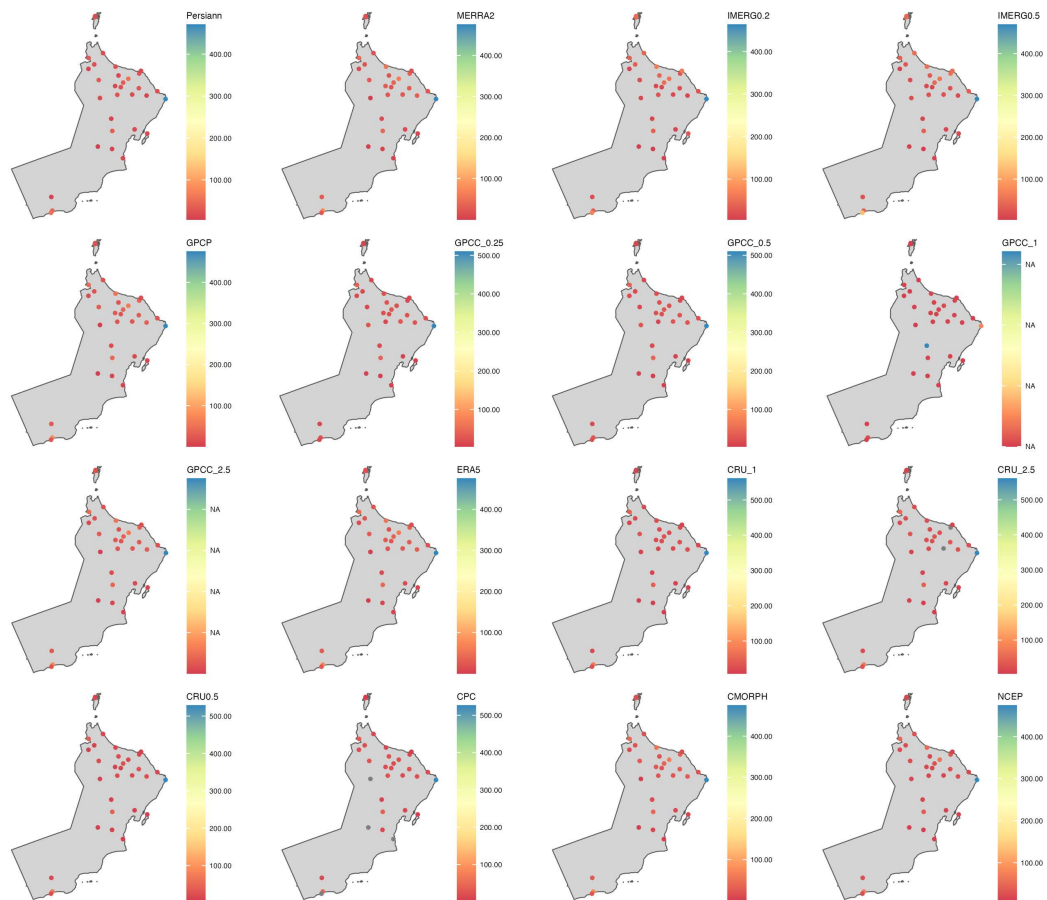 Persiann
400.00
300.00
200.00
100.00
MERRA2
400.00
300.00
200.00
100.00
IMERG0.2
400.00
300.00
200.00
100.00
IMERG0.5
400.00
300.00
200.00
100.00
GPCP
400.00
300.00
200.00
100.00
GPCC_0.25
500.00
400.00
300.00
200.00
100.00
GPCC_0.5
500.00
400.00
300.00
200.00
100.00
GPCC_1
NA
NA
NA
NA
GPCC_2.5
NA
NA
NA
NA
ERA5
400.00
300.00
200.00
100.00
CRU_1
500.00
400.00
300.00
200.00
100.00
CRU_2.5
500.00
400.00
300.00
200.00
100.00
CRU0.5
500.00
400.00
300.00
200.00
100.00
CPC
500.00
400.00
300.00
200.00
100.00
CMORPH
400.00
300.00
200.00
100.00
NCEP
400.00
300.00
200.00
100.00